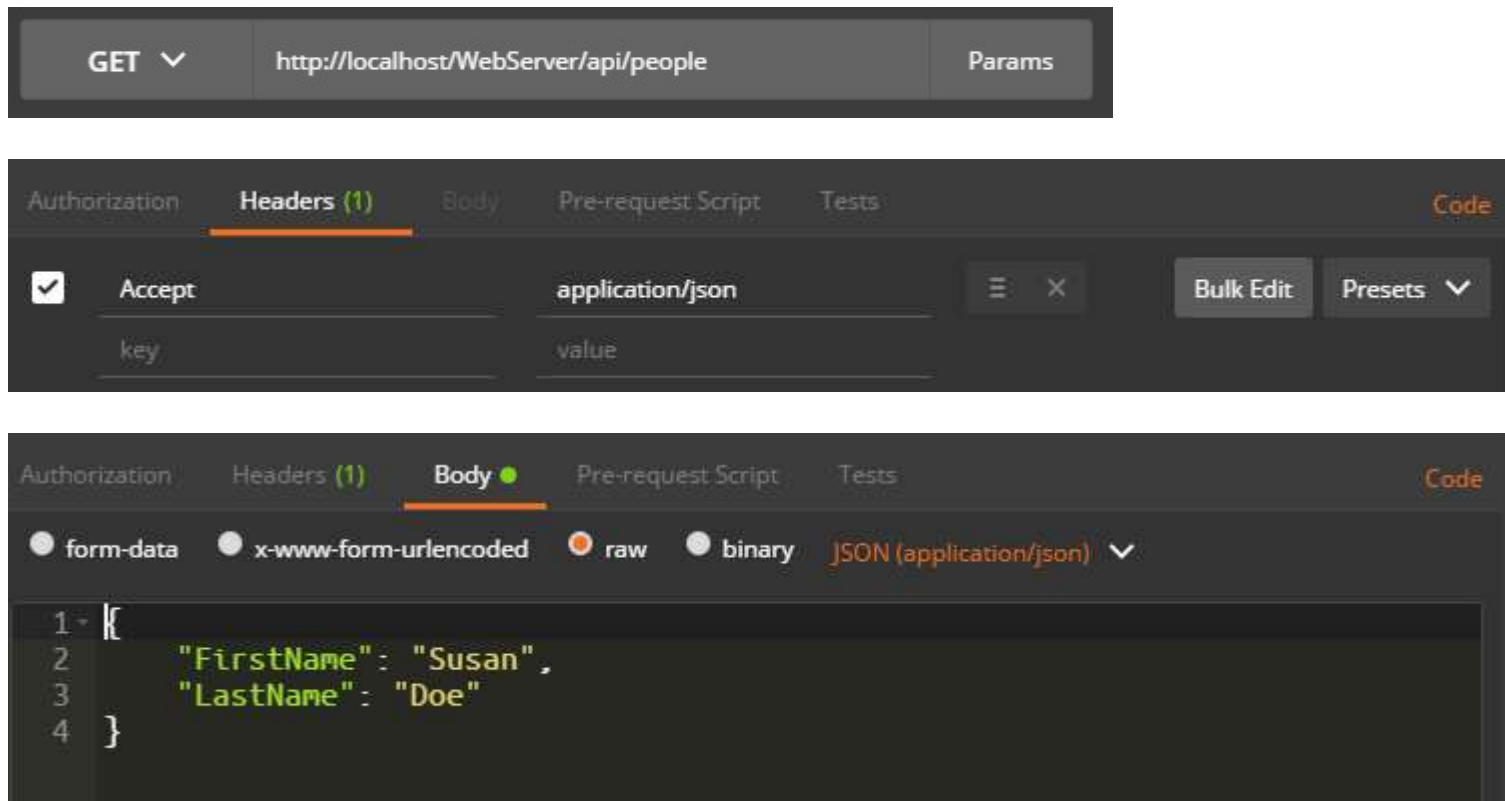 GET http://localhost/WebServer/api/people Params
Authorization Headers (1) Body Pre-request Script Tests Code
Accept application/json Bulk Edit Presets
key value
Authorization Headers (1) Body Pre-request Script Tests Code
form-data x-www-form-urlencoded raw binary JSON (application/json)
1 {
2 "FirstName": "Susan",
3 "LastName": "Doe"
4 }